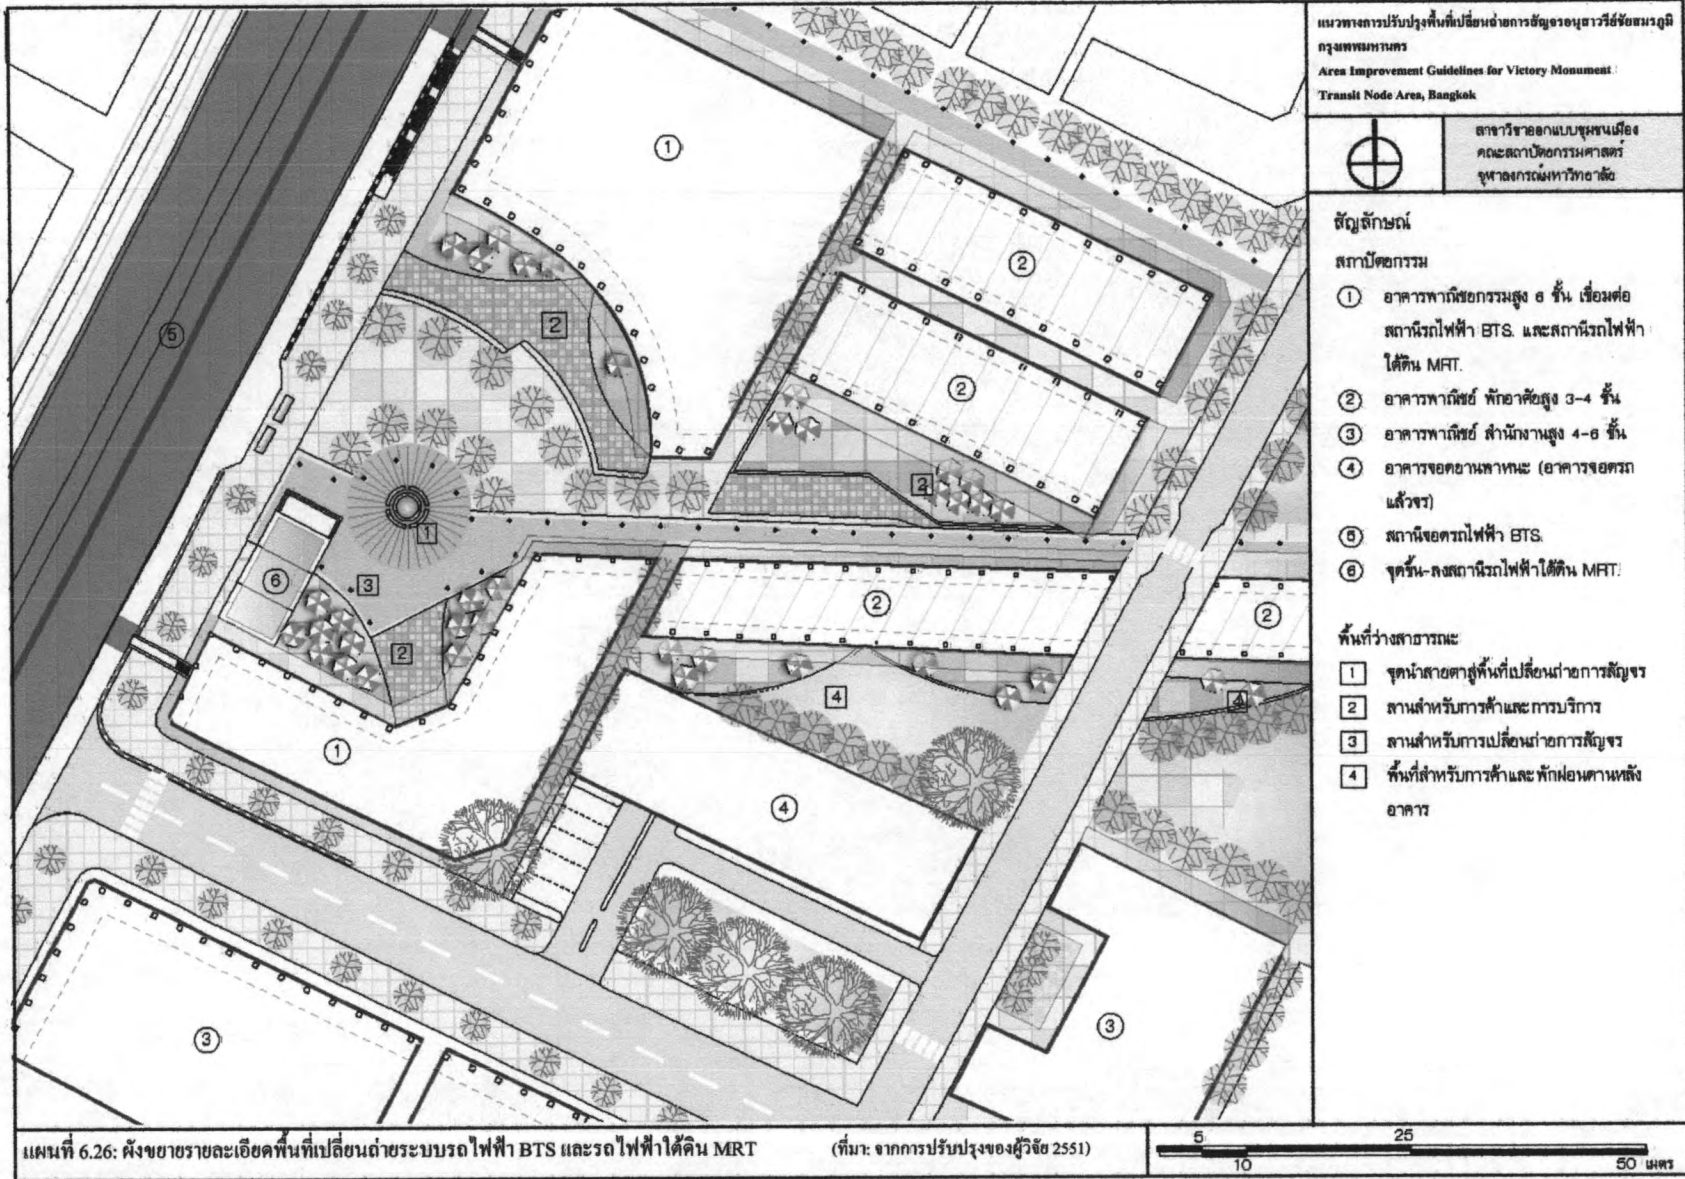 แนวทางการปรับปรุงพื้นที่เปลี่ยนถ่ายการสัญจรอนุสาวรีย์ชัยสมรภูมิ
กรุงเทพมหานคร
Area Improvement Guidelines for Victory Monument
Transit Node Area, Bangkok
สาขาวิชาออกแบบชุมชนเมือง
คณะสถาปัตยกรรมศาสตร์
จุฬาลงกรณ์มหาวิทยาลัย
สัญลักษณ์
สถาปัตยกรรม
1 อาคารพาณิชยกรรมสูง 6 ชั้น เชื่อมต่อ
สถานีรถไฟฟ้า BTS. และสถานีรถไฟฟ้า
ใต้ดิน MRT.
2 อาคารพาณิชย์ พักอาศัยสูง 3-4 ชั้น
3 อาคารพาณิชย์ สำนักงานสูง 4-6 ชั้น
4 อาคารจอดยานพาหนะ (อาคารจอดรถ
แล้วจร)
5 สถานีจอดรถไฟฟ้า BTS.
6 จุดขึ้น-ลงสถานีรถไฟฟ้าใต้ดิน MRT.
พื้นที่ว่างสาธารณะ
1 จุดนำสายตาสู่พื้นที่เปลี่ยนถ่ายการสัญจร
2 ลานสำหรับการค้าและการบริการ
3 ลานสำหรับการเปลี่ยนถ่ายการสัญจร
4 พื้นที่สำหรับการค้าและพักผ่อนด้านหลัง
อาคาร
1
2
5
2
2
2
1
6
3
2
2
2
4
4
1
4
3
3
แผนที่ 6.26: ผังขยายรายละเอียดพื้นที่เปลี่ยนถ่ายระบบรถไฟฟ้า BTS และรถไฟฟ้าใต้ดิน MRT (ที่มา: จากการปรับปรุงของผู้วิจัย 2551)
5 25
10 50 เมตร